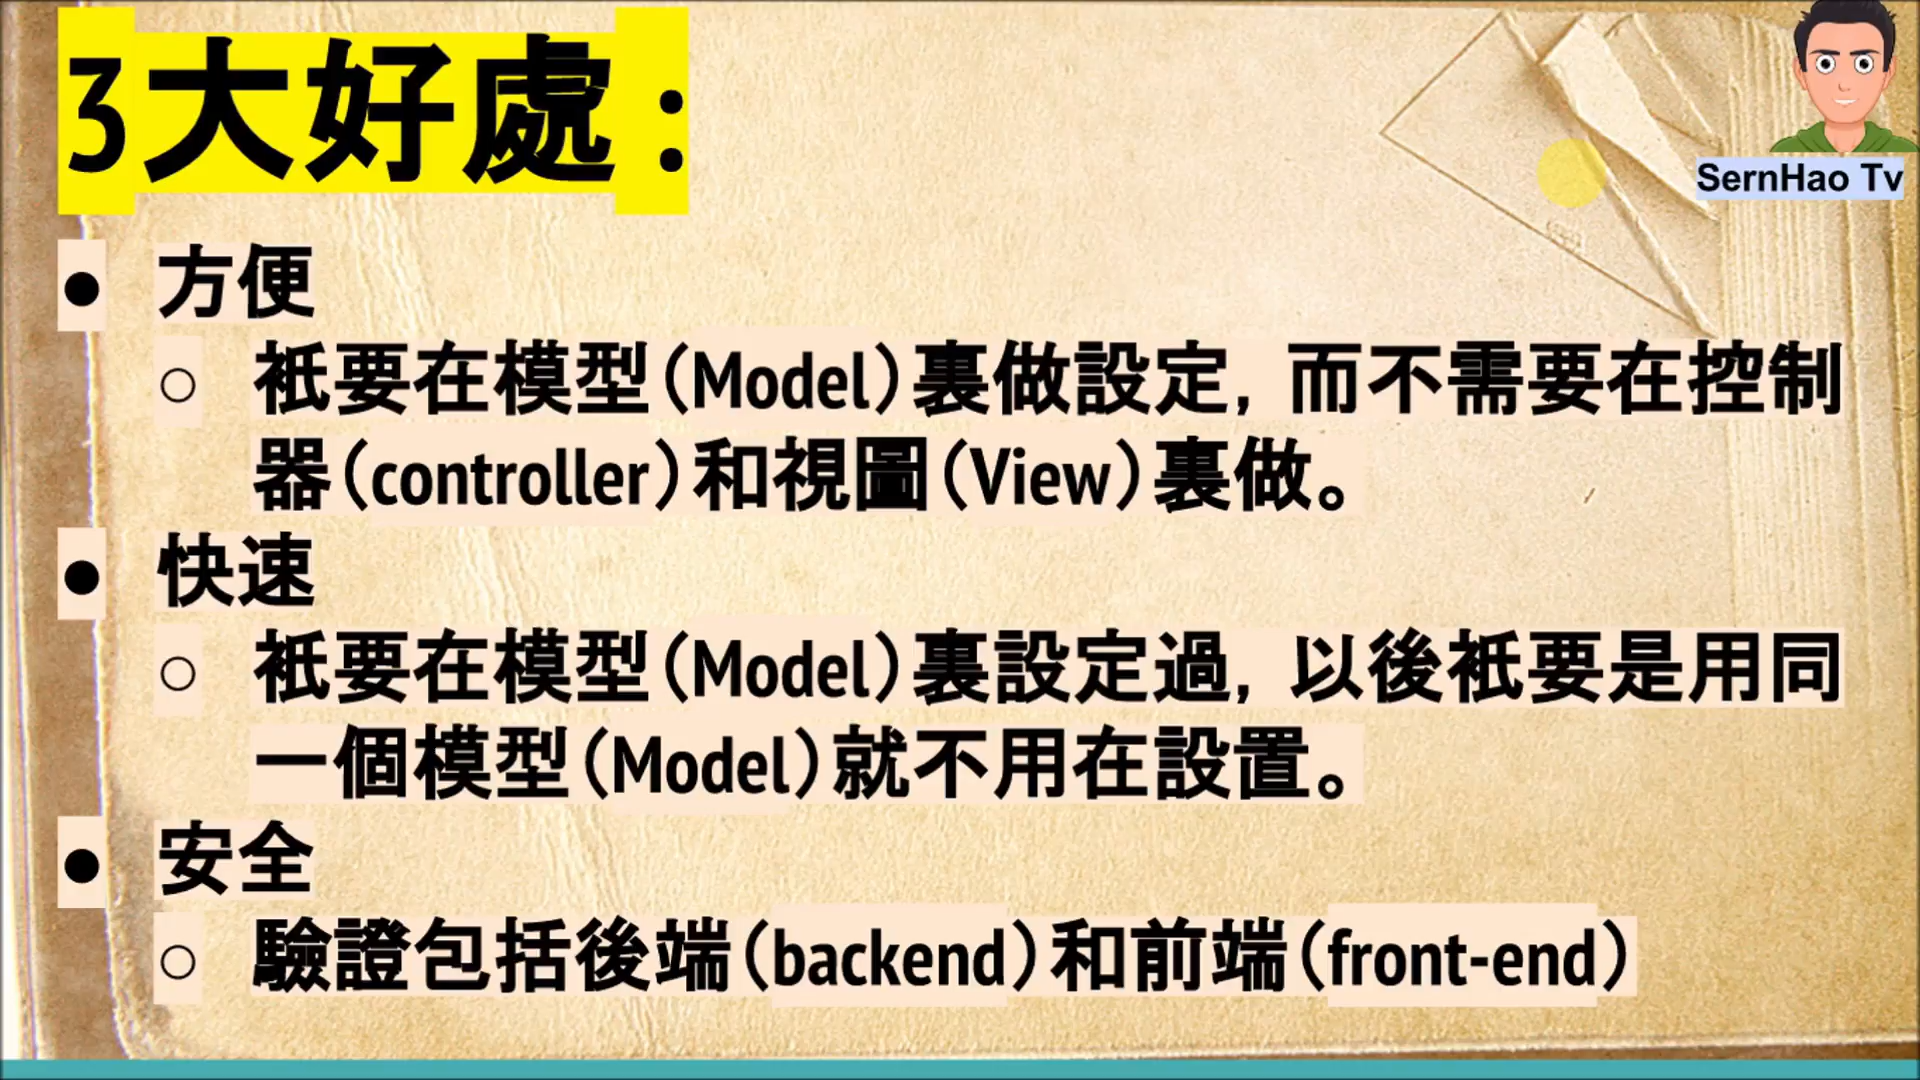 3大好處：
SernHao Tv
● 方便
○ 衹要在模型（Model）裏做設定，而不需要在控制
器（controller）和視圖（View）裏做。
● 快速
○ 衹要在模型（Model）裏設定過，以後衹要是用同
一個模型（Model）就不用在設置。
● 安全
○ 驗證包括後端（backend）和前端（front-end）